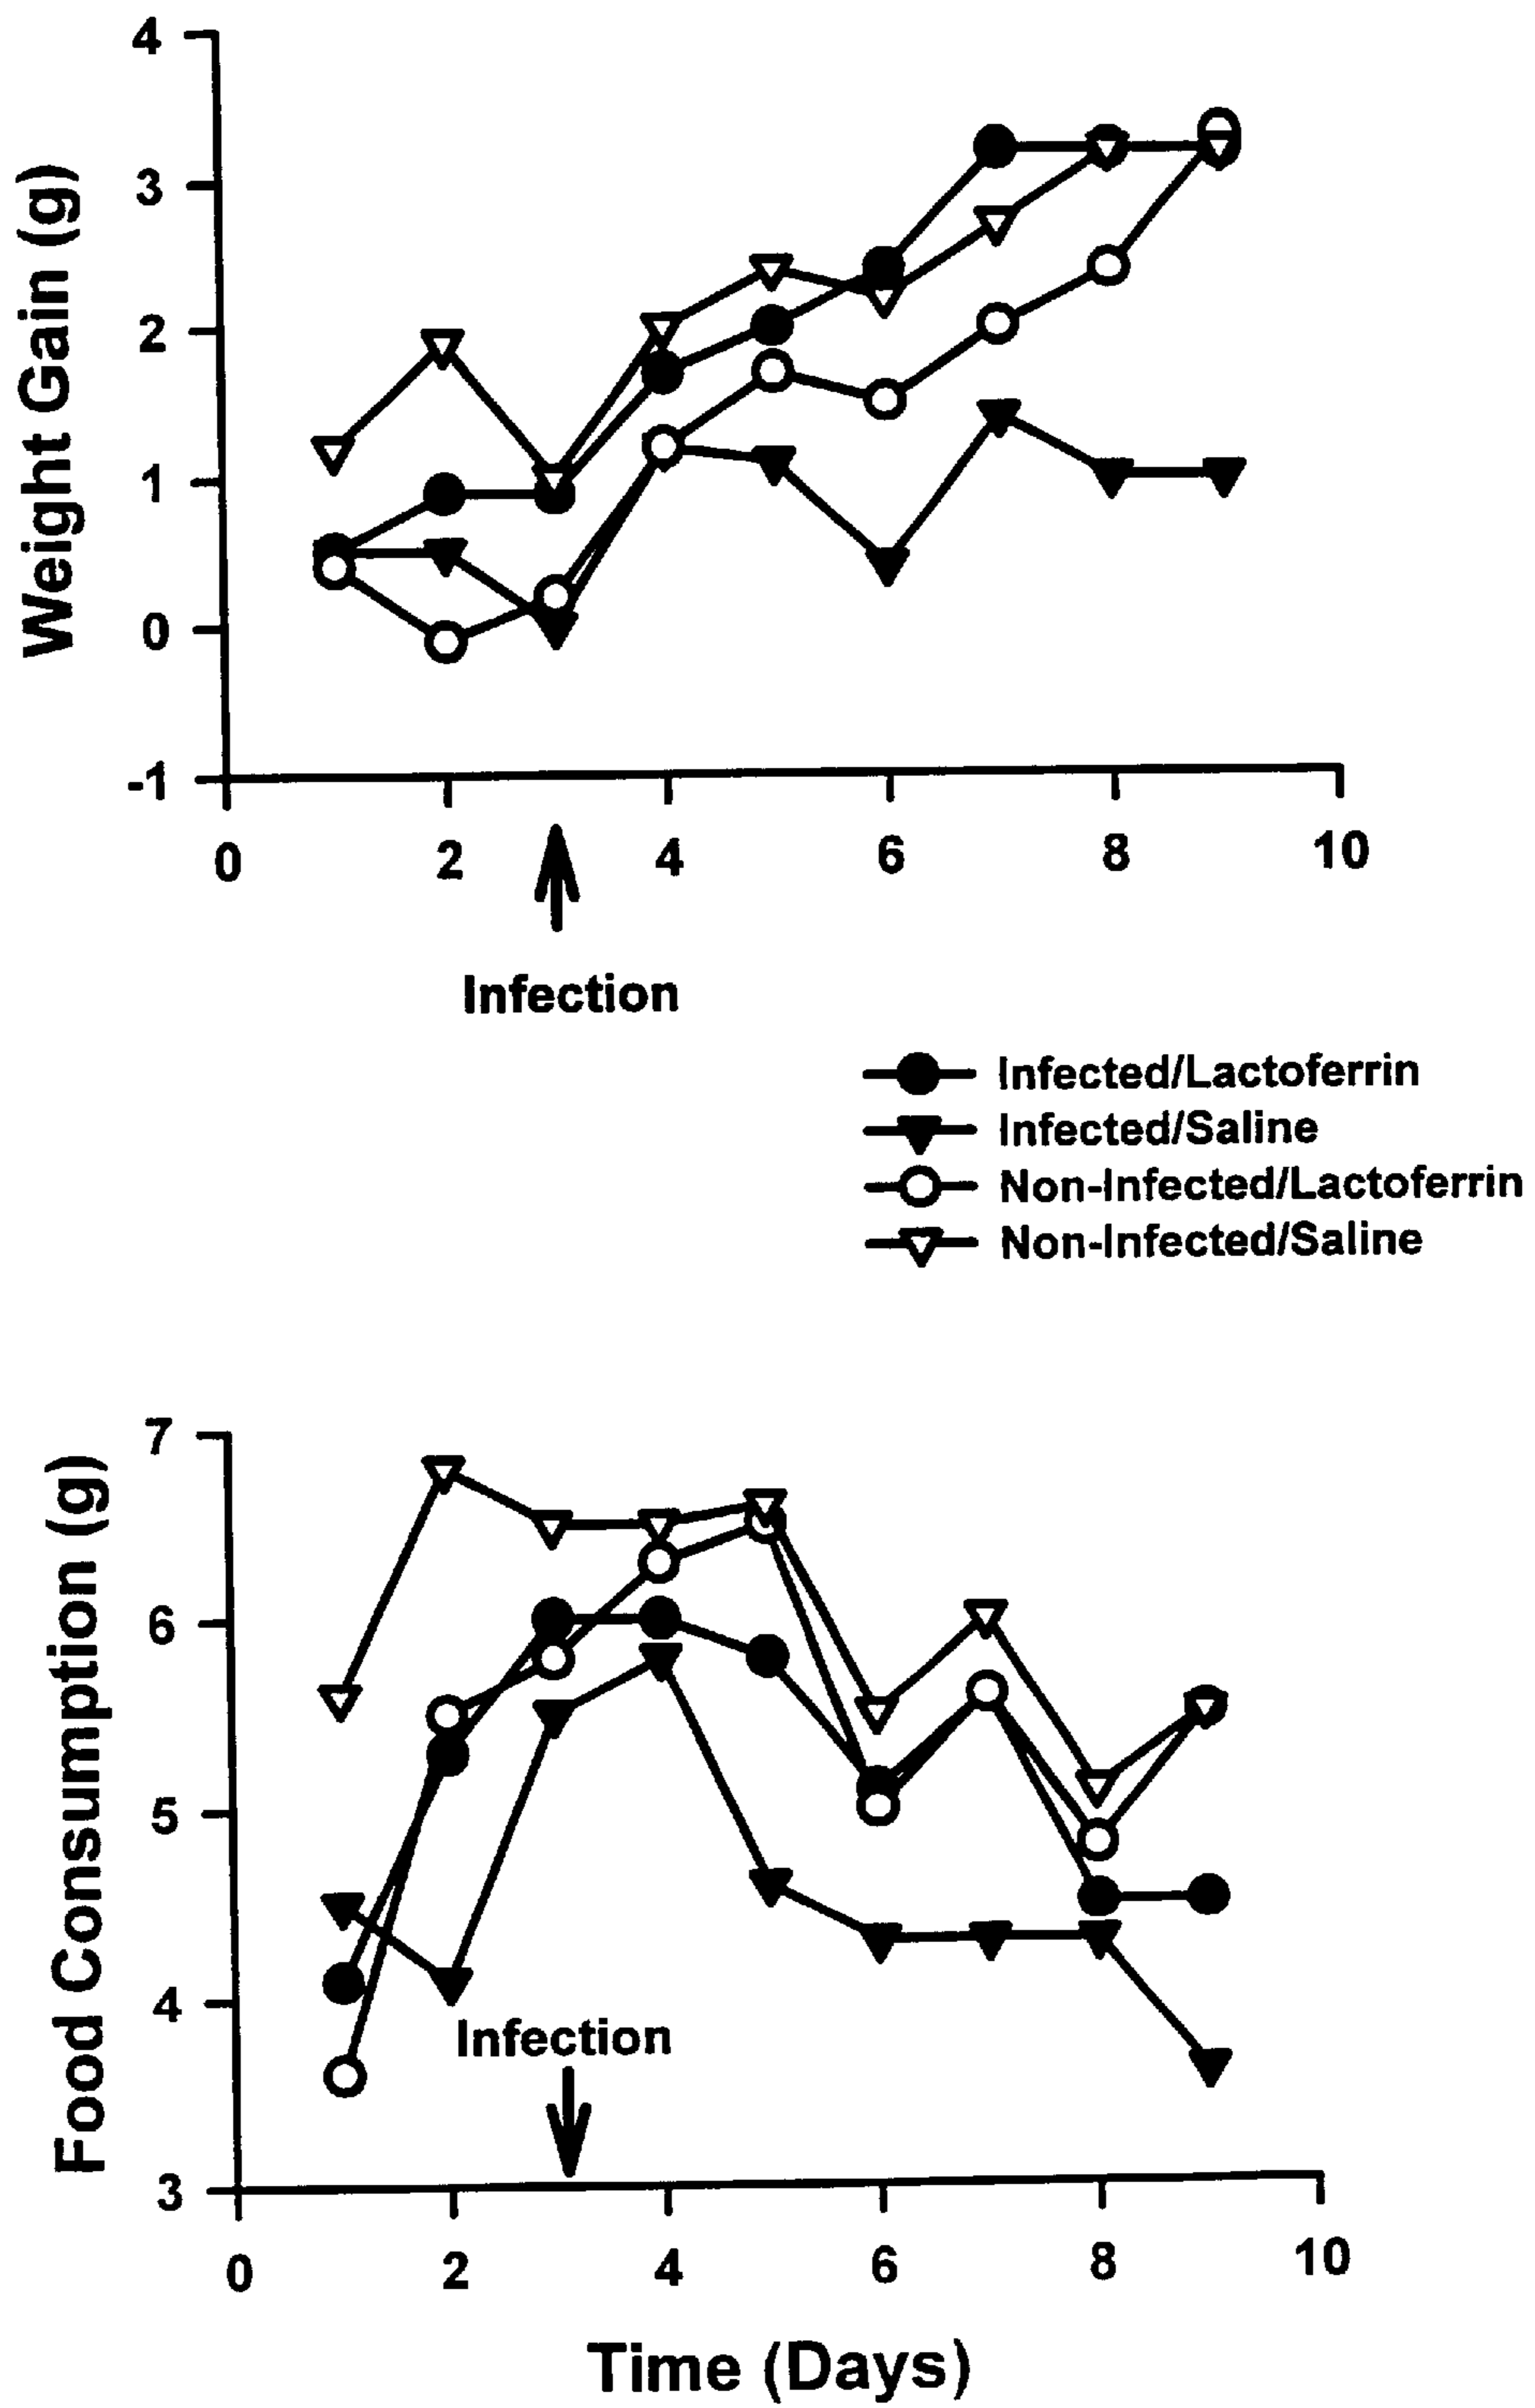 4
3
2
1
0
-1
Weight Gain (g)
0 2 4 6 8 10
Infection
Infected/Lactoferrin
Infected/Saline
Non-Infected/Lactoferrin
Non-Infected/Saline
7
6
5
4
3
Food Consumption (g)
Infection
0 2 4 6 8 10
Time (Days)